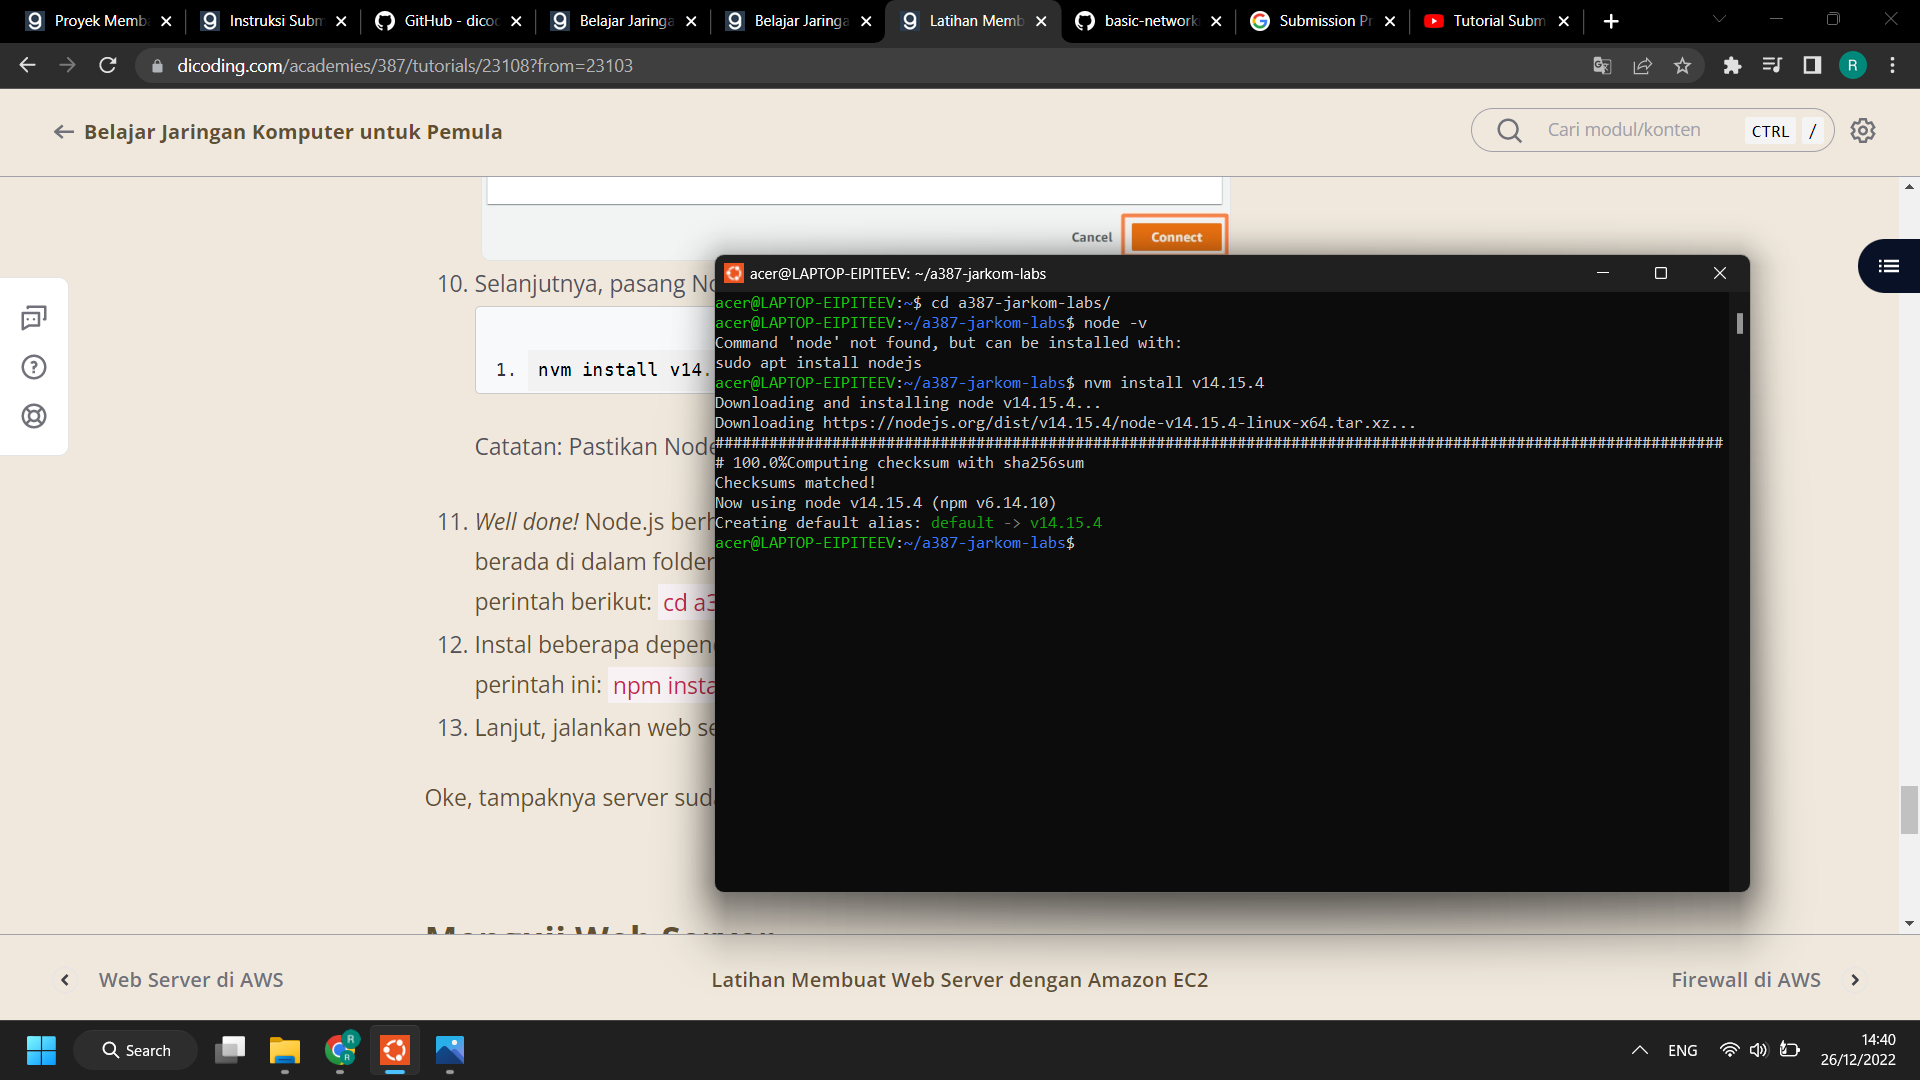 Proyek Memb
Instruksi Subm
GitHub - dico
Belajar Jaringa
Belajar Jaringa
Latihan Memb
basic-network
Submission Pr
Tutorial Subm
dicoding.com/academies/387/tutorials/23108?from=23103
R
Belajar Jaringan Komputer untuk Pemula
Cari modul/konten
CTRL /
Cancel
Connect
10. Selanjutnya, pasang No
1. nvm install v14.
Catatan: Pastikan Node
11. Well done! Node.js berh
berada di dalam folder
perintah berikut: cd a3
12. Instal beberapa depen
perintah ini: npm insta
13. Lanjut, jalankan web se
Oke, tampaknya server suda
Menguji Web Server
acer@LAPTOP-EIPITEEV: ~/a387-jarkom-labs
acer@LAPTOP-EIPITEEV:~$ cd a387-jarkom-labs/
acer@LAPTOP-EIPITEEV:~/a387-jarkom-labs$ node -v
Command 'node' not found, but can be installed with:
sudo apt install nodejs
acer@LAPTOP-EIPITEEV:~/a387-jarkom-labs$ nvm install v14.15.4
Downloading and installing node v14.15.4...
Downloading https://nodejs.org/dist/v14.15.4/node-v14.15.4-linux-x64.tar.xz...
################################################################################################################
# 100.0%Computing checksum with sha256sum
Checksums matched!
Now using node v14.15.4 (npm v6.14.10)
Creating default alias: default -> v14.15.4
acer@LAPTOP-EIPITEEV:~/a387-jarkom-labs$
Web Server di AWS
Latihan Membuat Web Server dengan Amazon EC2
Firewall di AWS
Search
R
R
ENG
14:40
26/12/2022